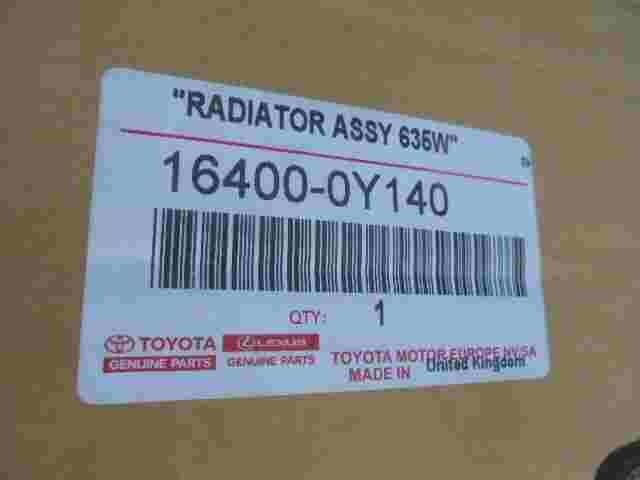 "RADIATOR ASSY 635W"
16400-0Y140
QTY: 1
TOYOTA
GENUINE PARTS
LEXUS
GENUINE PARTS
TOYOTA MOTOR EUROPE NV/SA
MADE IN United Kingdom